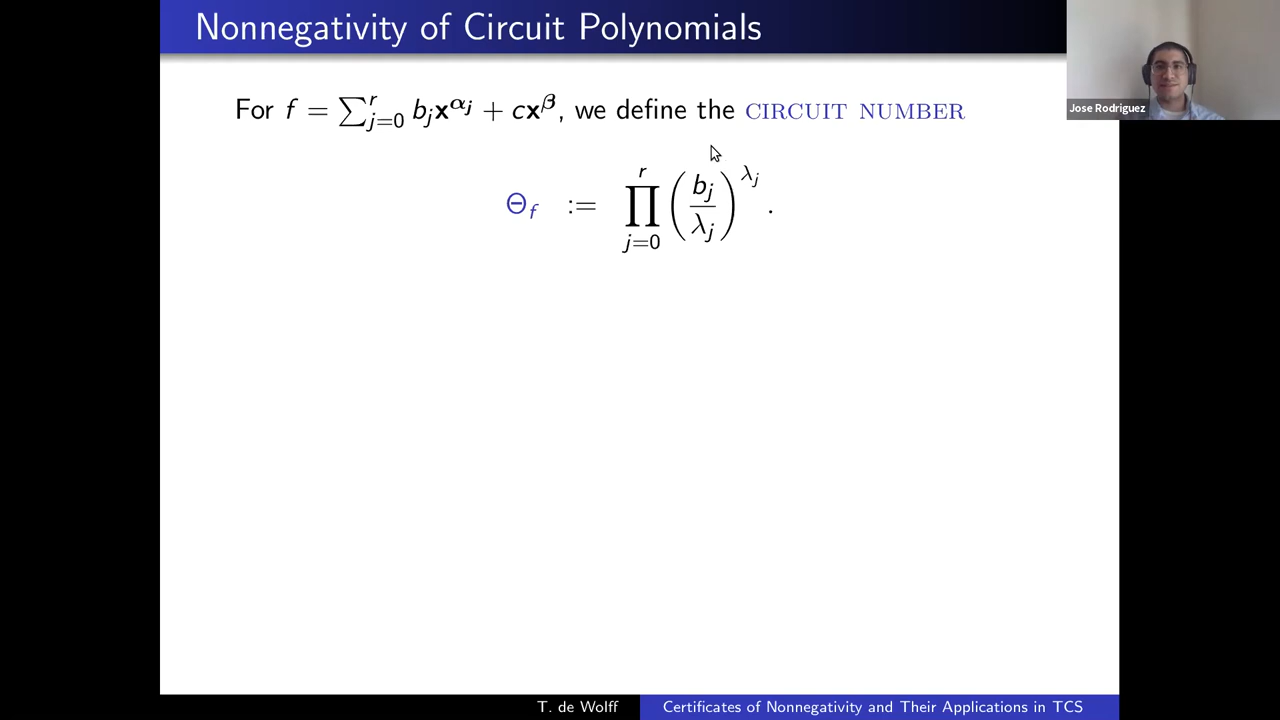 Nonnegativity of Circuit Polynomials
Jose Rodriguez
For f = ∑_{j=0}^{r} b_j x^{α_j} + c x^β, we define the CIRCUIT NUMBER
Θ_f := ∏_{j=0}^{r} (b_j / λ_j)^{λ_j}.
T. de Wolff Certificates of Nonnegativity and Their Applications in TCS